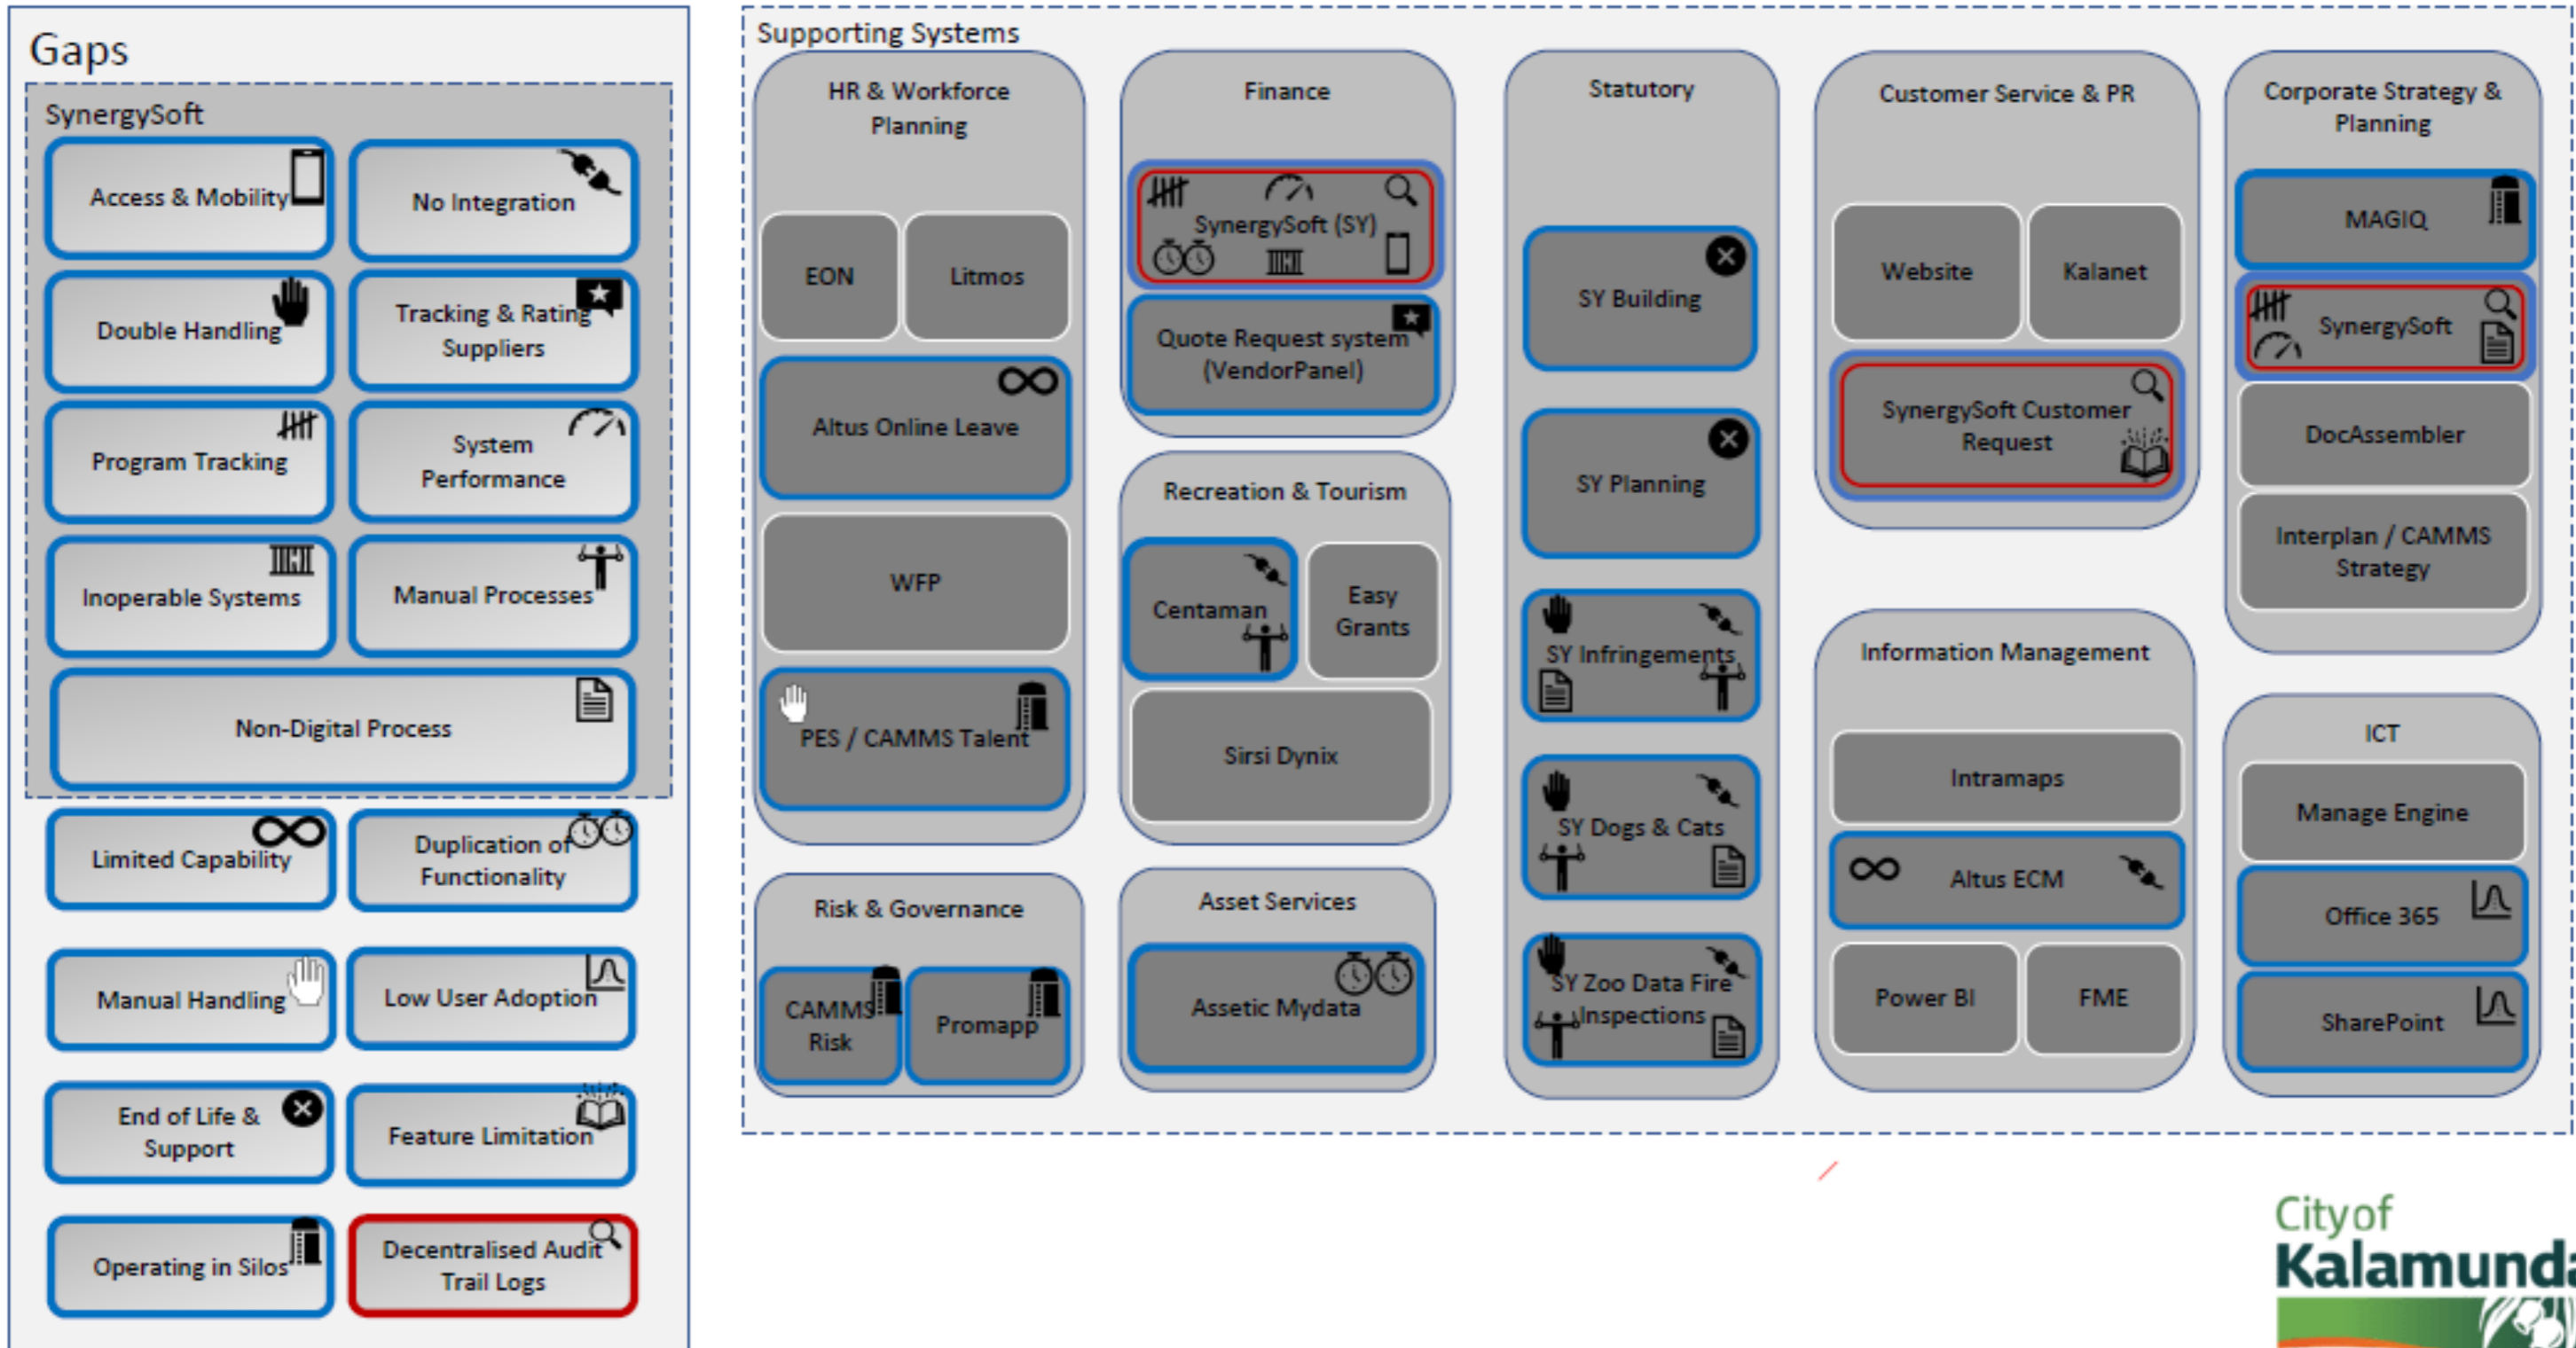 Gaps
SynergySoft
Access & Mobility
No Integration
Double Handling
Tracking & Rating
Suppliers
Program Tracking
System
Performance
Inoperable Systems
Manual Processes
Non-Digital Process
Limited Capability
Duplication of
Functionality
Manual Handling
Low User Adoption
End of Life &
Support
Feature Limitation
Operating in Silos
Decentralised Audit
Trail Logs
Supporting Systems
HR & Workforce
Planning
EON
Litmos
Altus Online Leave
WFP
PES / CAMMS Talent
Risk & Governance
CAMMS
Risk
Promapp
Finance
SynergySoft (SY)
Quote Request system
(VendorPanel)
Recreation & Tourism
Centaman
Easy
Grants
Sirsi Dynix
Asset Services
Assetic Mydata
Statutory
SY Building
SY Planning
SY Infringements
SY Dogs & Cats
SY Zoo Data Fire
Inspections
Customer Service & PR
Website
Kalanet
SynergySoft Customer
Request
Information Management
Intramaps
Altus ECM
Power BI
FME
Corporate Strategy &
Planning
MAGIQ
SynergySoft
DocAssembler
Interplan / CAMMS
Strategy
ICT
Manage Engine
Office 365
SharePoint
City of
Kalamunda